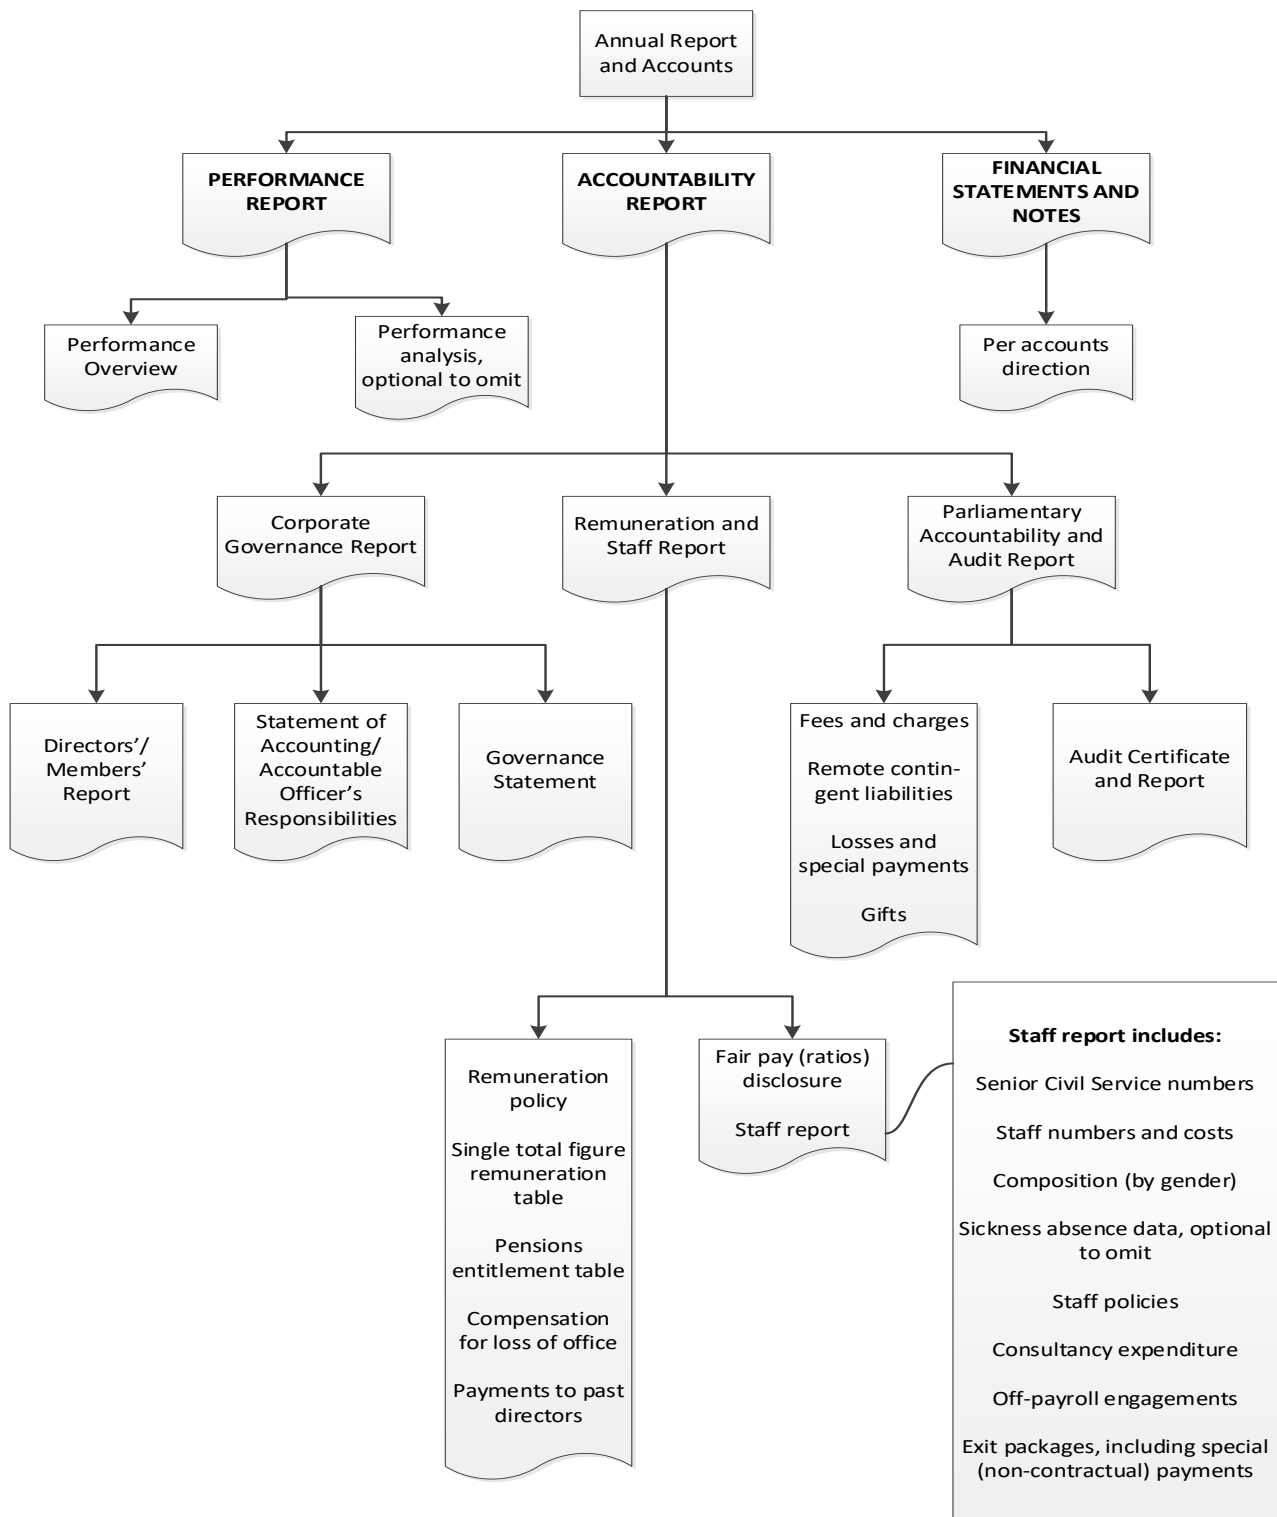 Annual Report
and Accounts
PERFORMANCE
REPORT
ACCOUNTABILITY
REPORT
FINANCIAL
STATEMENTS AND
NOTES
Performance
Overview
Performance
analysis,
optional to omit
Per accounts
direction
Corporate
Governance Report
Remuneration and
Staff Report
Parliamentary
Accountability and
Audit Report
Directors’/
Members’
Report
Statement of
Accounting/
Accountable
Officer’s
Responsibilities
Governance
Statement
Fees and charges
Remote contin-
gent liabilities
Losses and
special payments
Gifts
Audit Certificate
and Report
Remuneration
policy
Single total figure
remuneration
table
Pensions
entitlement table
Compensation
for loss of office
Payments to past
directors
Fair pay (ratios)
disclosure
Staff report
Staff report includes:
Senior Civil Service numbers
Staff numbers and costs
Composition (by gender)
Sickness absence data, optional
to omit
Staff policies
Consultancy expenditure
Off-payroll engagements
Exit packages, including special
(non-contractual) payments